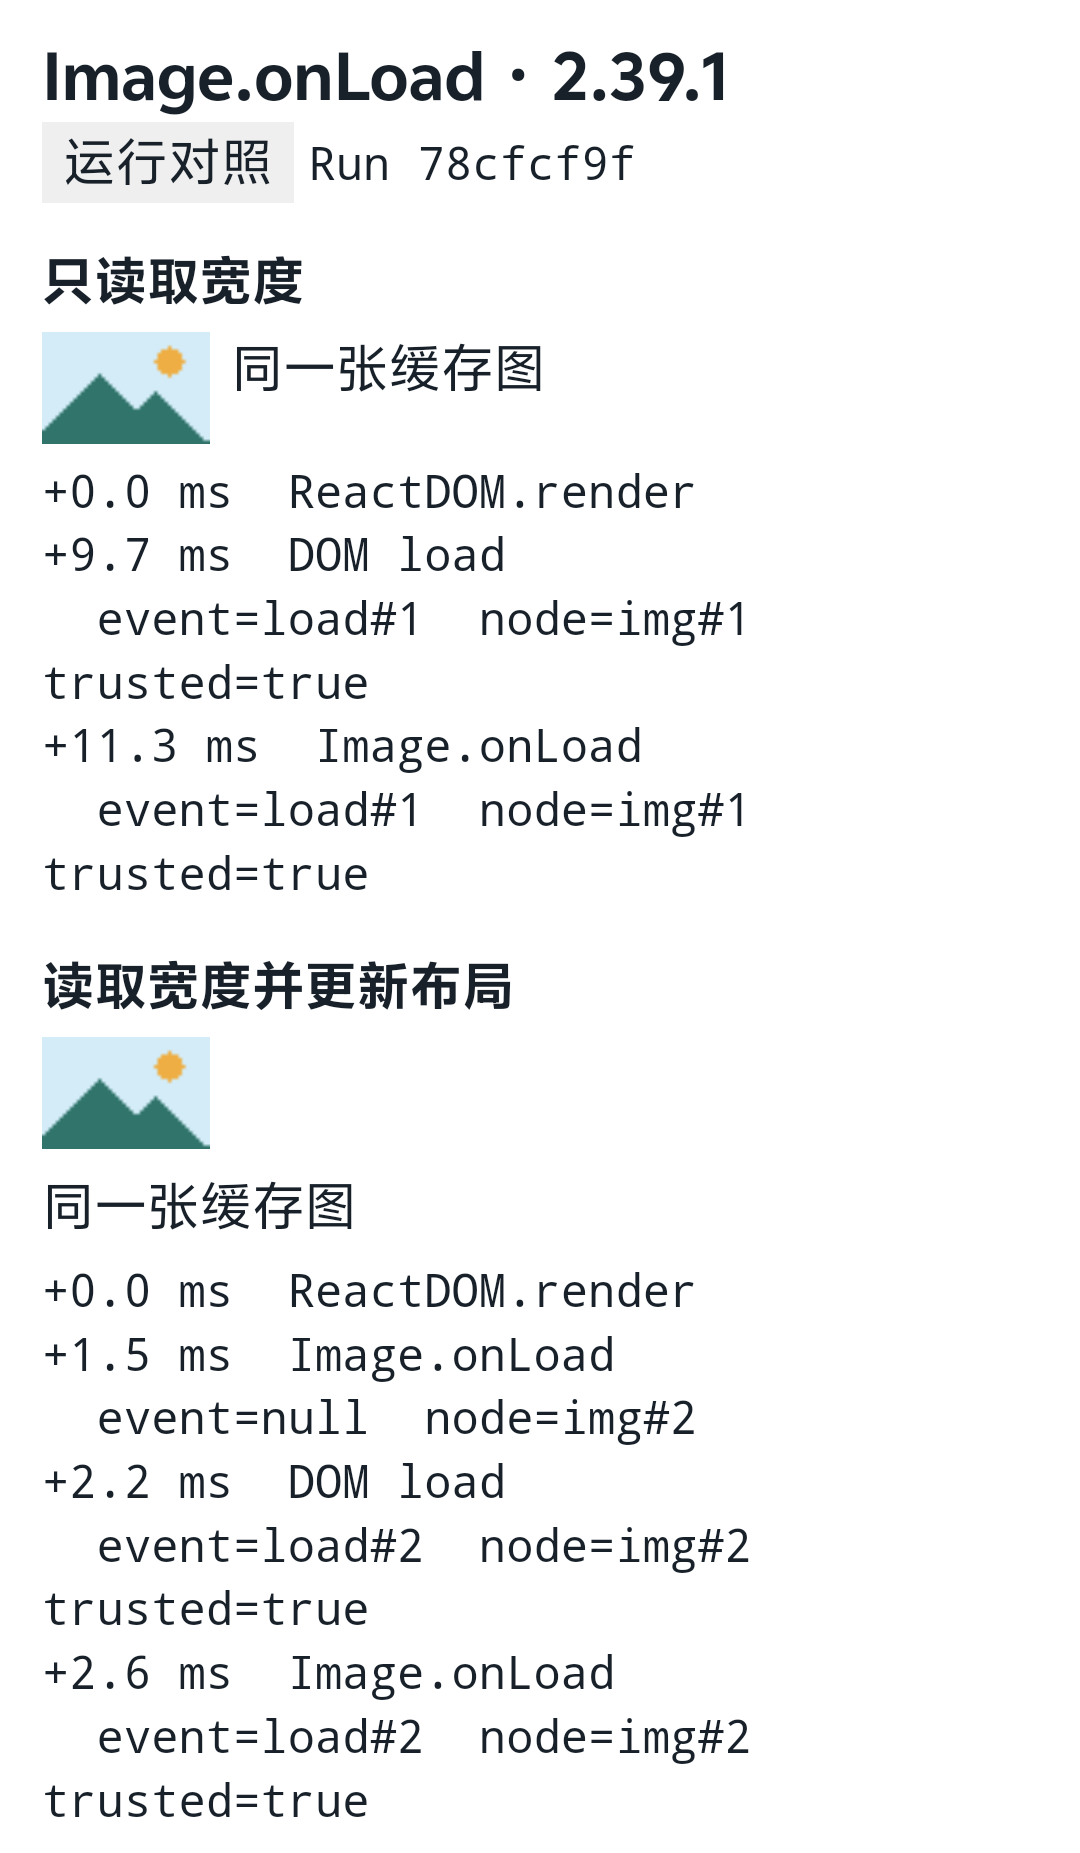 Image.onLoad · 2.39.1
运行对照 Run 78cfcf9f
只读取宽度
同一张缓存图
+0.0 ms  ReactDOM.render
+9.7 ms  DOM load
  event=load#1  node=img#1
trusted=true
+11.3 ms  Image.onLoad
  event=load#1  node=img#1
trusted=true
读取宽度并更新布局
同一张缓存图
+0.0 ms  ReactDOM.render
+1.5 ms  Image.onLoad
  event=null  node=img#2
+2.2 ms  DOM load
  event=load#2  node=img#2
trusted=true
+2.6 ms  Image.onLoad
  event=load#2  node=img#2
trusted=true